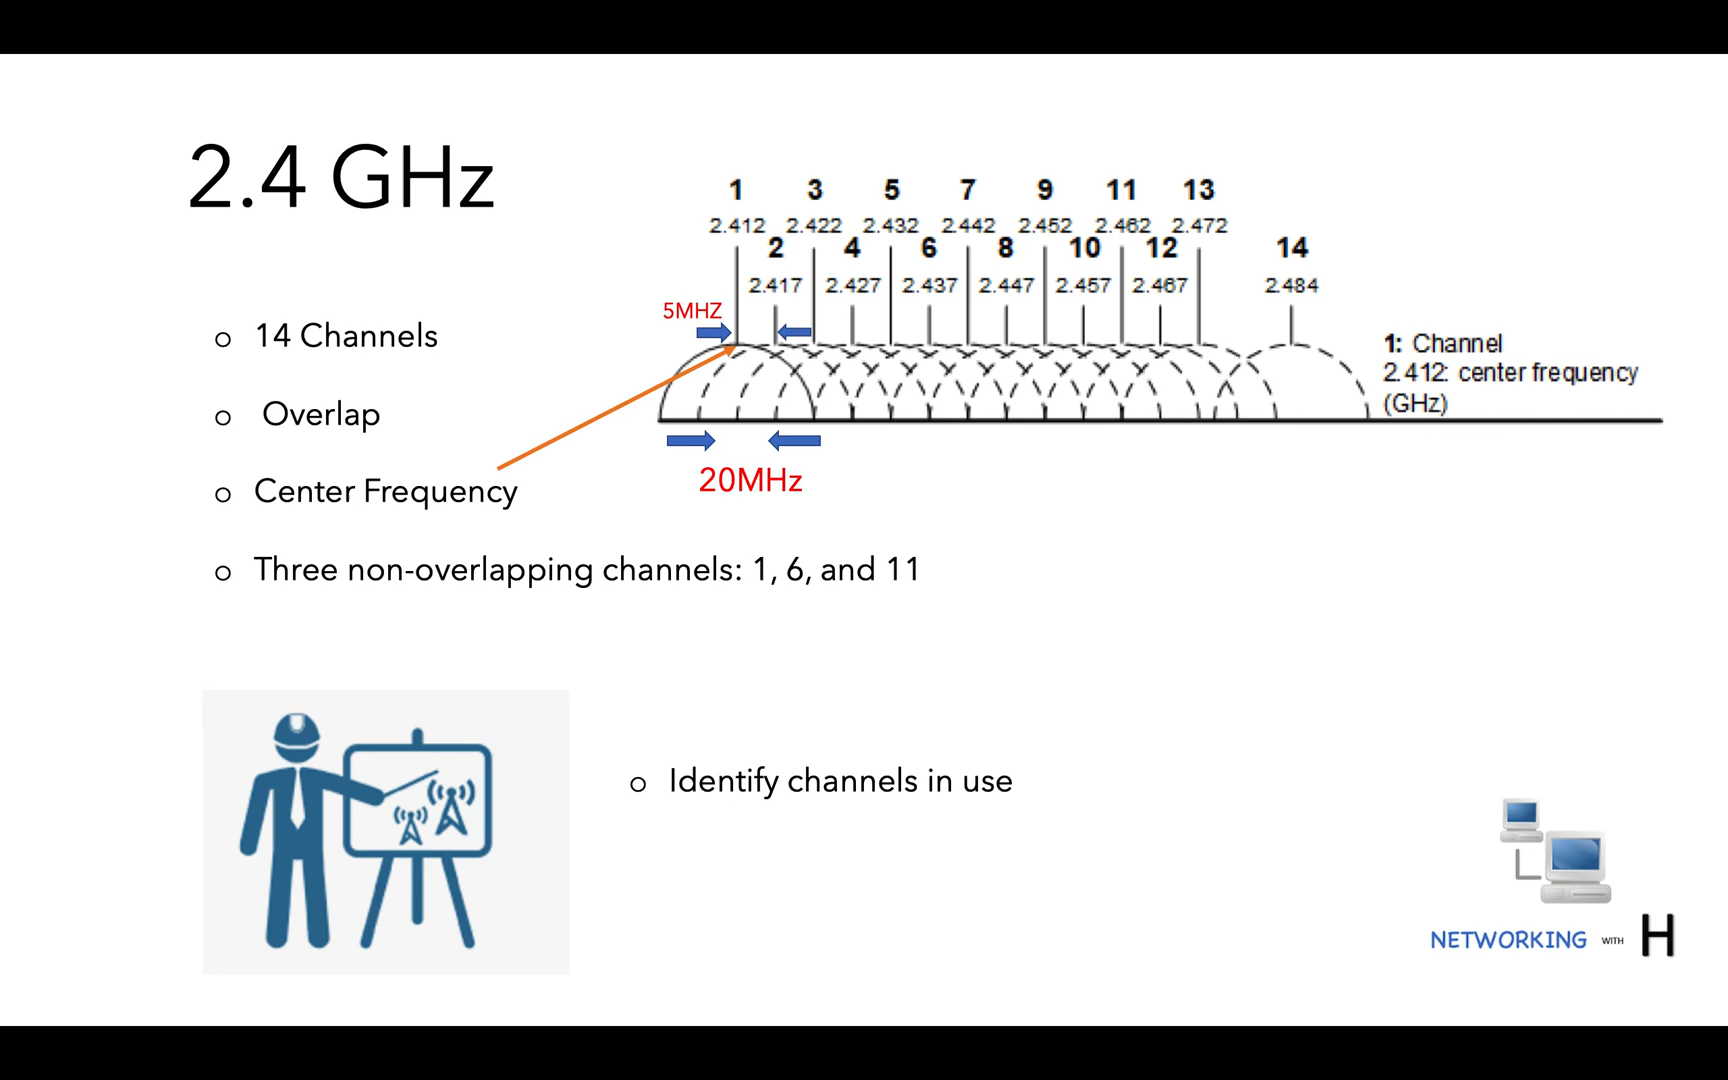 2.4 GHz
1 3 5 7 9 11 13
2.412 2.422 2.432 2.442 2.452 2.462 2.472
2 4 6 8 10 12 14
2.417 2.427 2.437 2.447 2.457 2.467 2.484
5MHZ
14 Channels
1: Channel
2.412: center frequency
(GHz)
Overlap
20MHz
Center Frequency
Three non-overlapping channels: 1, 6, and 11
Identify channels in use
NETWORKING WITH H